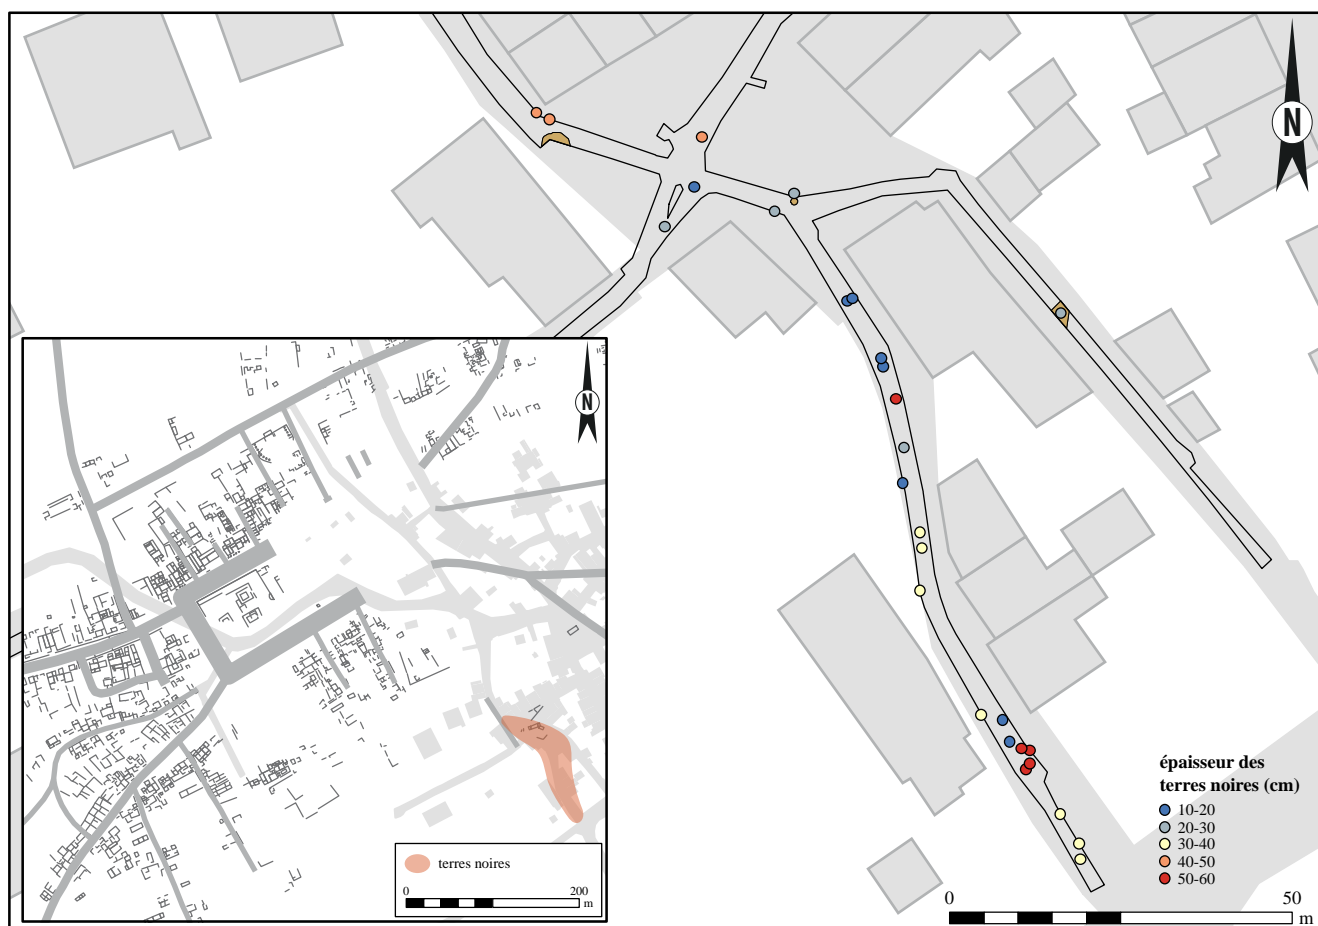 N
N
terres noires
0 200
m
épaisseur des
terres noires (cm)
10-20
20-30
30-40
40-50
50-60
0 50
m